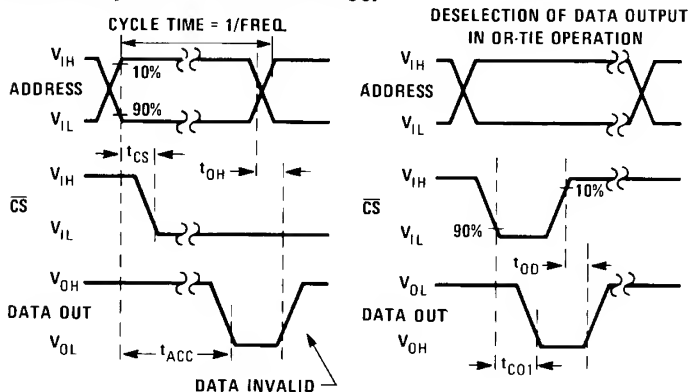 CYCLE TIME = 1/FREQ.
V_IH
ADDRESS
V_IL
10%
90%
t_CS
t_OH
V_IH
CS
V_IL
V_OH
DATA OUT
V_OL
t_ACC
DATA INVALID
DESELECTION OF DATA OUTPUT
IN OR-TIE OPERATION
V_IH
ADDRESS
V_IL
V_IH
CS
V_IL
10%
90%
t_OD
V_OL
DATA OUT
V_OH
t_CO1